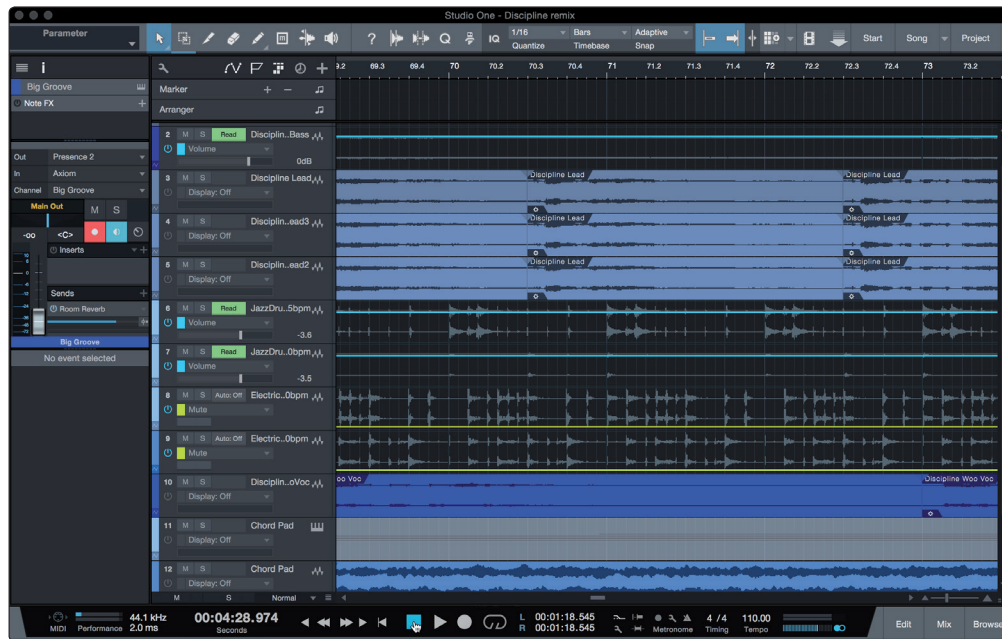 Studio One - Discipline remix
Parameter
IQ
1/16
Quantize
Bars
Timebase
Adaptive
Snap
Start
Song
Project
Big Groove
Note FX
Out Presence 2
In Axiom
Channel Big Groove
Main Out
M S
-oo <C>
Inserts
Sends
Room Reverb
Big Groove
No event selected
Marker
Arranger
9.2 69.3 69.4 70 70.2 70.3 70.4 71 71.2 71.3 71.4 72 72.2 72.3 72.4 73 73.2
2 M S Read Disciplin..Bass
Volume
0dB
3 M S Discipline Lead
Display: Off
Discipline Lead Discipline Lead
4 M S Disciplin..ead3
Display: Off
Discipline Lead Discipline Lead
5 M S Disciplin..ead2
Display: Off
Discipline Lead Discipline Lead
6 M S Read JazzDru..5bpm
Volume
-3.6
7 M S Read JazzDru..0bpm
Volume
-3.5
8 M S Auto: Off Electric..0bpm
Mute
9 M S Auto: Off Electric..0bpm
Mute
10 M S Disciplin..oVoc
Display: Off
oo Voc Discipline Woo Voc
11 M S Chord Pad
Display: Off
12 M S Chord Pad
Display: Off
M S Normal
MIDI
Performance
44.1 kHz
2.0 ms
00:04:28.974
Seconds
L 00:01:18.545
R 00:01:18.545
Metronome
4 / 4
Timing
110.00
Tempo
Edit
Mix
Browse